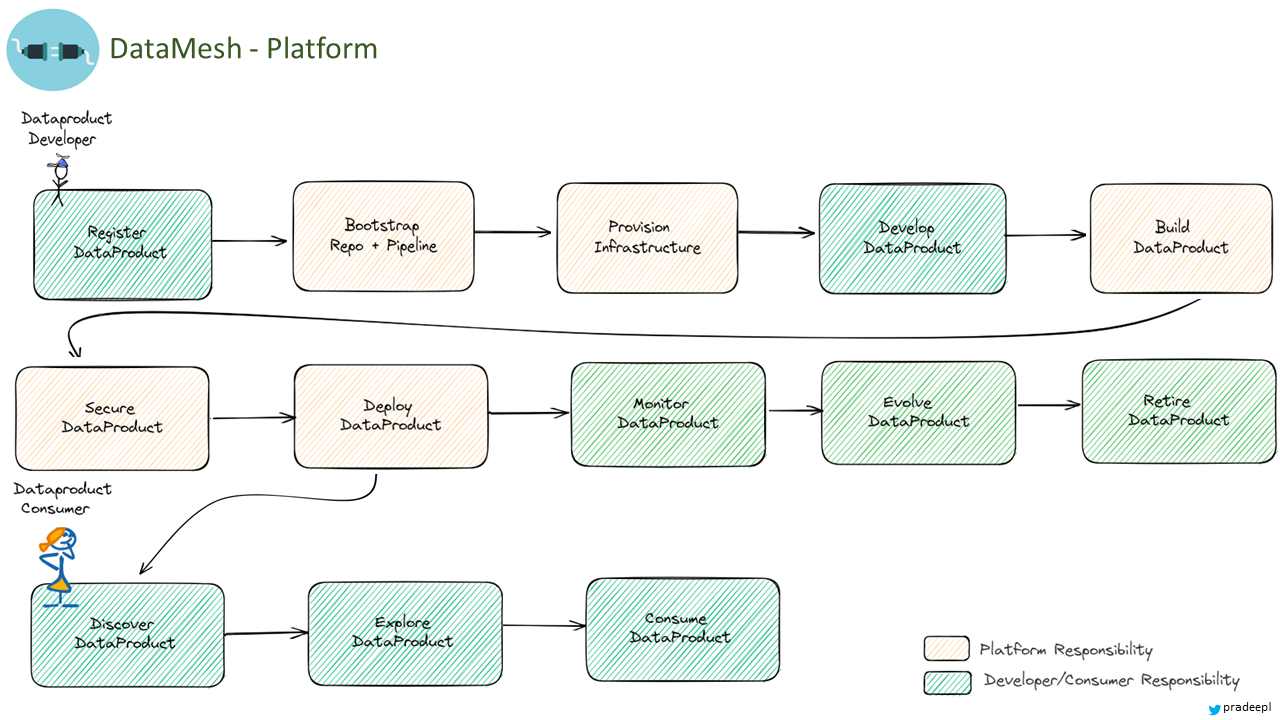 DataMesh - Platform
Dataproduct
Developer
Register
DataProduct
Bootstrap
Repo + Pipeline
Provision
Infrastructure
Develop
DataProduct
Build
DataProduct
Secure
DataProduct
Deploy
DataProduct
Monitor
DataProduct
Evolve
DataProduct
Retire
DataProduct
Dataproduct
Consumer
Discover
DataProduct
Explore
DataProduct
Consume
DataProduct
Platform Responsibility
Developer/Consumer Responsibility
pradeepl